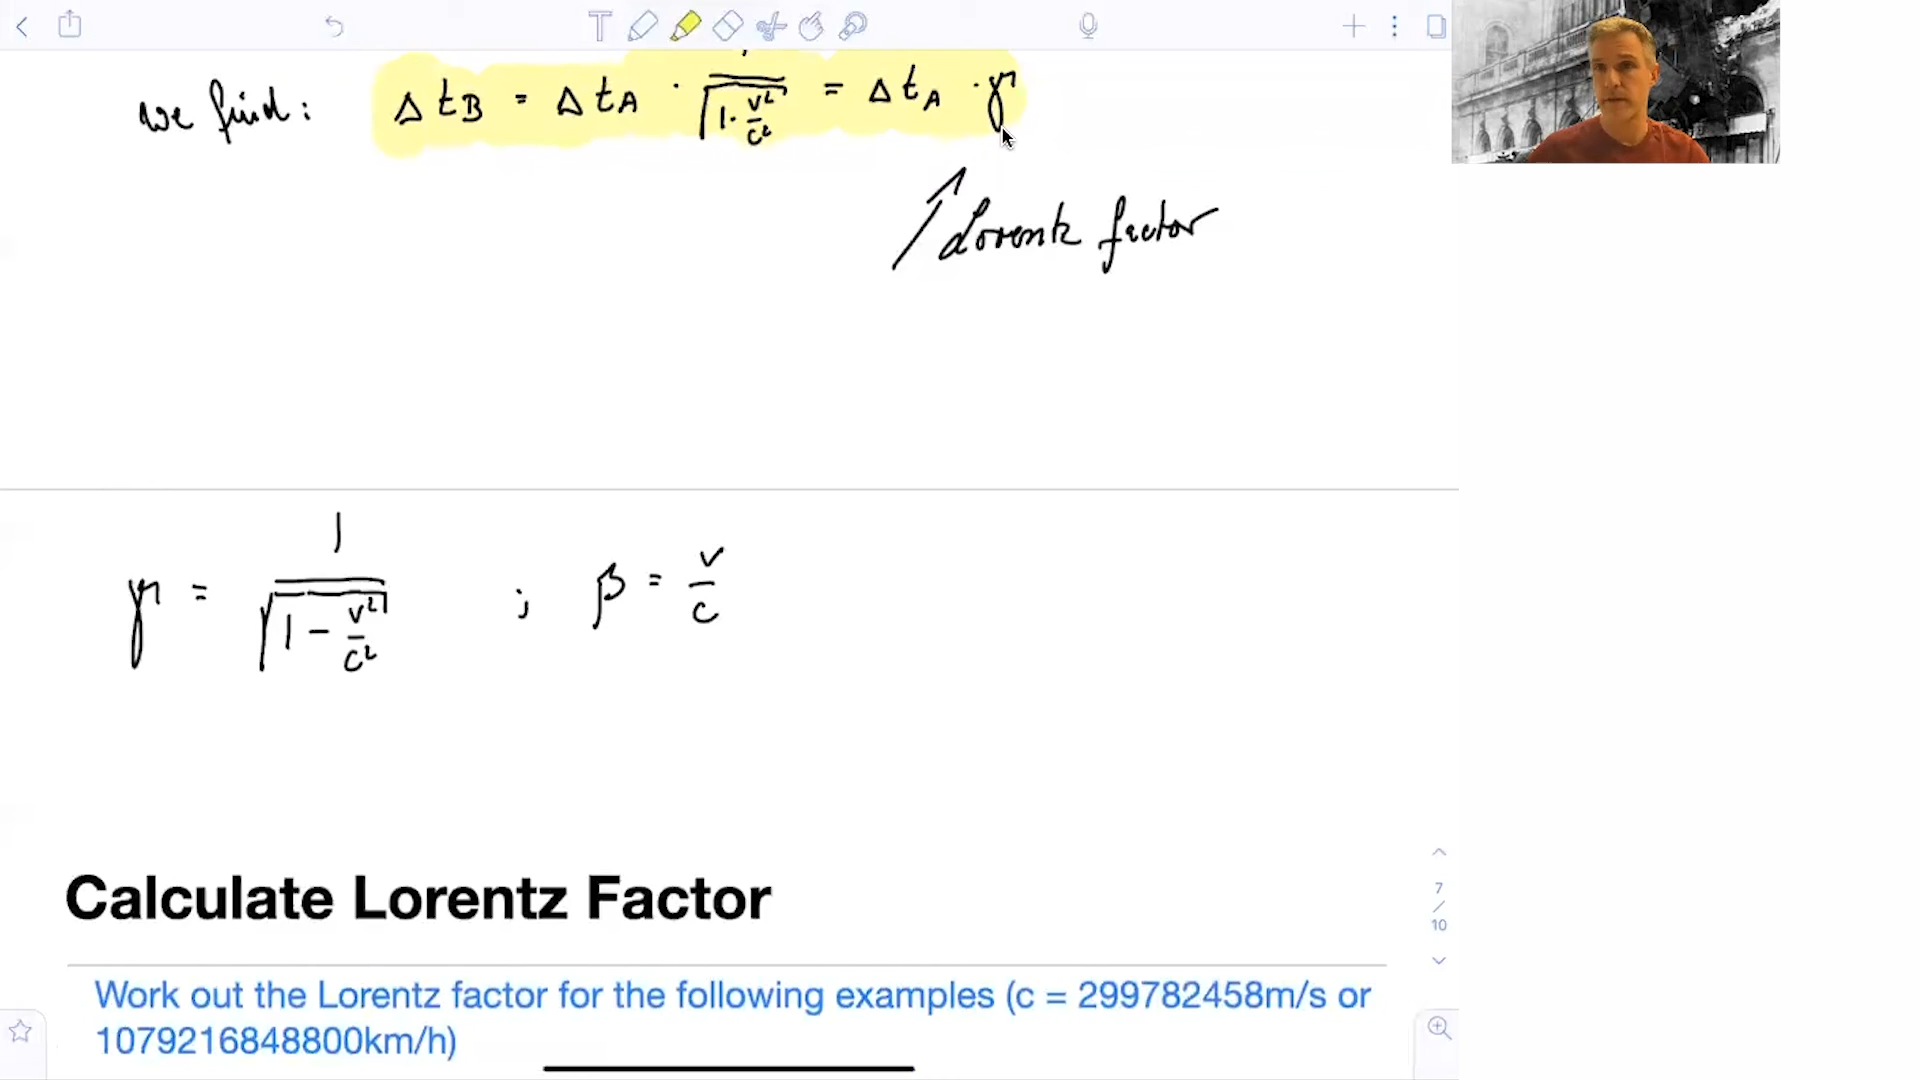 we find: Δt_B = Δt_A · 1/√(1-v²/c²) = Δt_A · γ
Lorentz factor
γ = 1/√(1 - v²/c²) ; β = v/c
Calculate Lorentz Factor
7
/
10
Work out the Lorentz factor for the following examples (c = 299782458m/s or
1079216848800km/h)